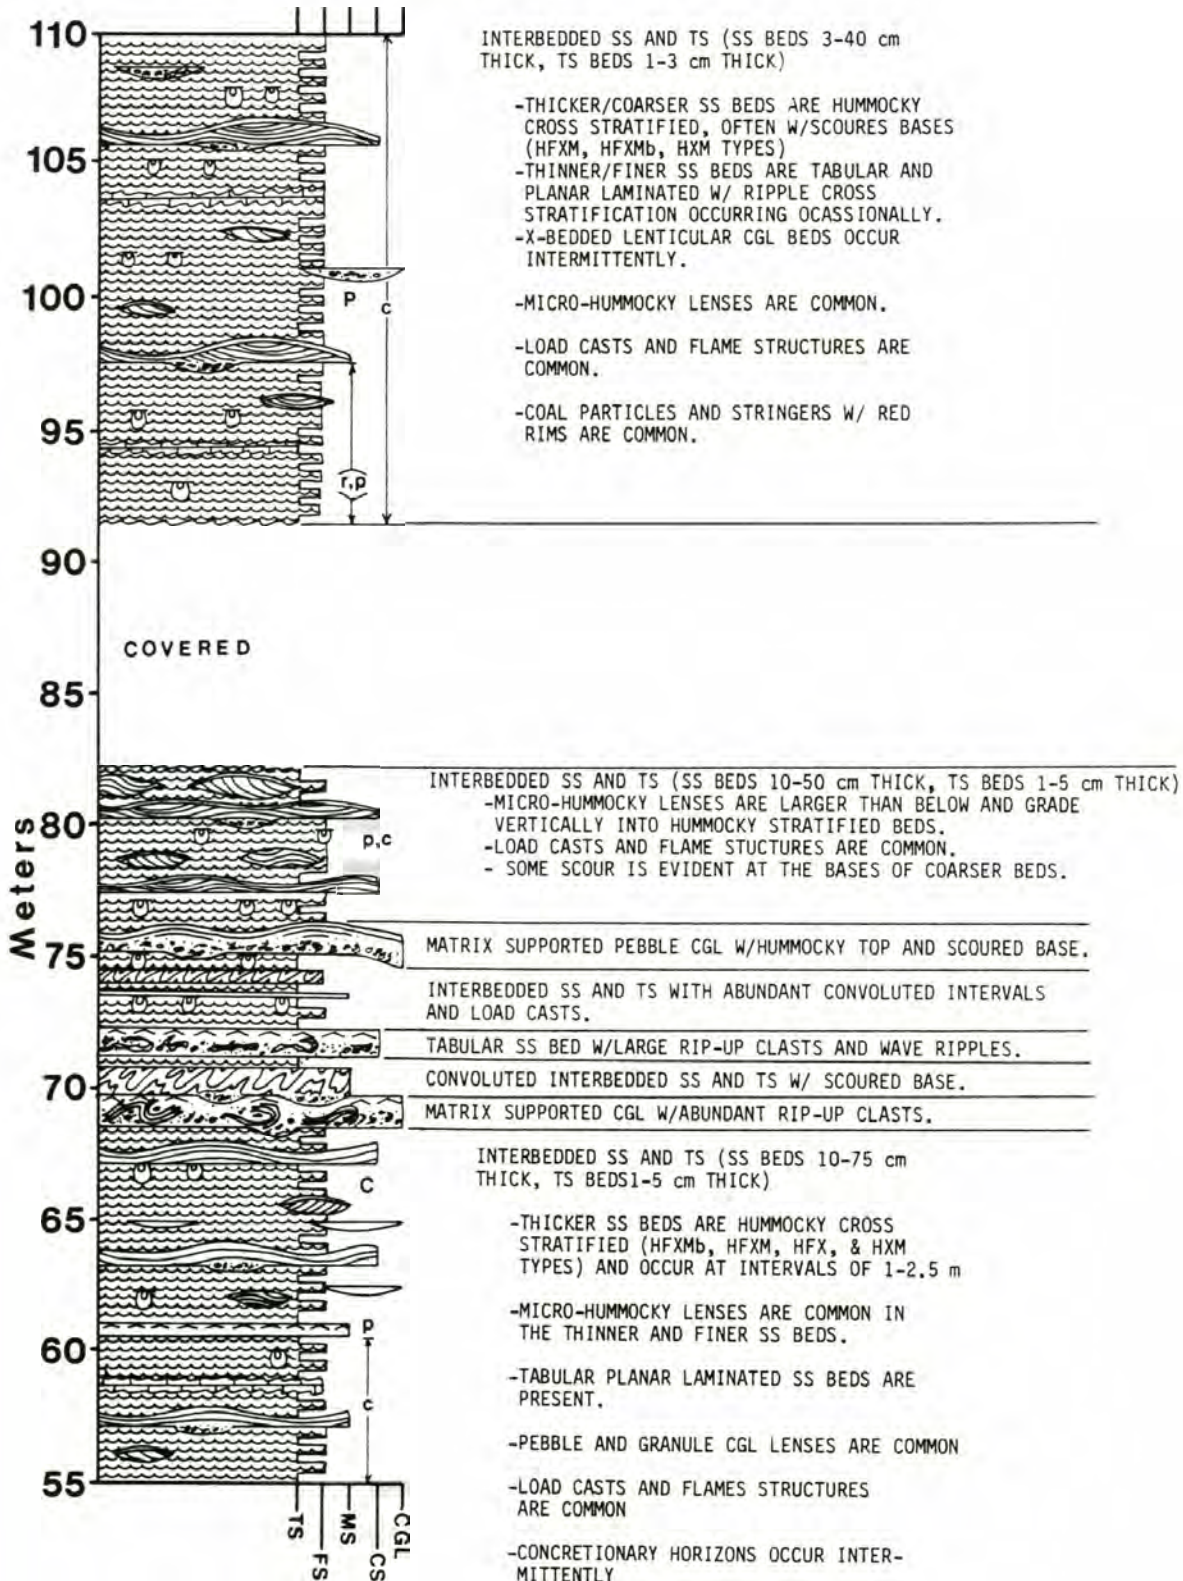 110
105
100
95
90
85
80
75
70
65
60
55
Meters
P
c
r,p
COVERED
p,c
C
p
c
TS
FS
MS
CS
CGL
INTERBEDDED SS AND TS (SS BEDS 3-40 cm
THICK, TS BEDS 1-3 cm THICK)
-THICKER/COARSER SS BEDS ARE HUMMOCKY
CROSS STRATIFIED, OFTEN W/SCOURES BASES
(HFXM, HFXMb, HXM TYPES)
-THINNER/FINER SS BEDS ARE TABULAR AND
PLANAR LAMINATED W/ RIPPLE CROSS
STRATIFICATION OCCURRING OCASSIONALLY.
-X-BEDDED LENTICULAR CGL BEDS OCCUR
INTERMITTENTLY.
-MICRO-HUMMOCKY LENSES ARE COMMON.
-LOAD CASTS AND FLAME STRUCTURES ARE
COMMON.
-COAL PARTICLES AND STRINGERS W/ RED
RIMS ARE COMMON.
INTERBEDDED SS AND TS (SS BEDS 10-50 cm THICK, TS BEDS 1-5 cm THICK)
-MICRO-HUMMOCKY LENSES ARE LARGER THAN BELOW AND GRADE
VERTICALLY INTO HUMMOCKY STRATIFIED BEDS.
-LOAD CASTS AND FLAME STUCTURES ARE COMMON.
- SOME SCOUR IS EVIDENT AT THE BASES OF COARSER BEDS.
MATRIX SUPPORTED PEBBLE CGL W/HUMMOCKY TOP AND SCOURED BASE.
INTERBEDDED SS AND TS WITH ABUNDANT CONVOLUTED INTERVALS
AND LOAD CASTS.
TABULAR SS BED W/LARGE RIP-UP CLASTS AND WAVE RIPPLES.
CONVOLUTED INTERBEDDED SS AND TS W/ SCOURED BASE.
MATRIX SUPPORTED CGL W/ABUNDANT RIP-UP CLASTS.
INTERBEDDED SS AND TS (SS BEDS 10-75 cm
THICK, TS BEDS1-5 cm THICK)
-THICKER SS BEDS ARE HUMMOCKY CROSS
STRATIFIED (HFXMb, HFXM, HFX, & HXM
TYPES) AND OCCUR AT INTERVALS OF 1-2.5 m
-MICRO-HUMMOCKY LENSES ARE COMMON IN
THE THINNER AND FINER SS BEDS.
-TABULAR PLANAR LAMINATED SS BEDS ARE
PRESENT.
-PEBBLE AND GRANULE CGL LENSES ARE COMMON
-LOAD CASTS AND FLAMES STRUCTURES
ARE COMMON
-CONCRETIONARY HORIZONS OCCUR INTER-
MITTENTLY